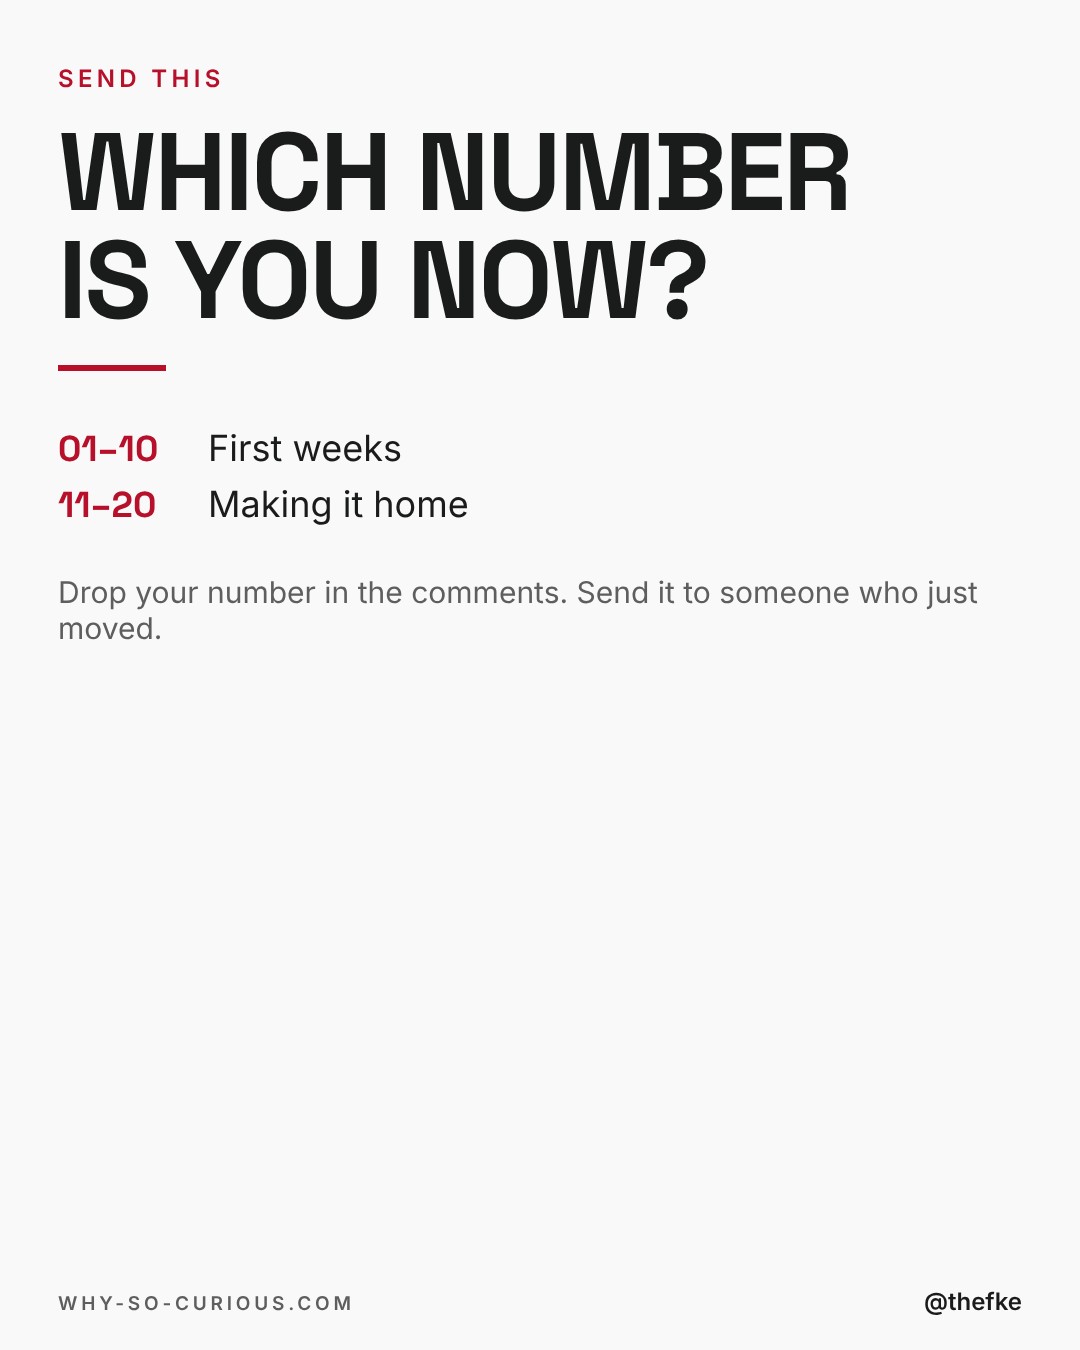 SEND THIS
WHICH NUMBER
IS YOU NOW?
01–10 First weeks
11–20 Making it home
Drop your number in the comments. Send it to someone who just
moved.
WHY-SO-CURIOUS.COM @thefke